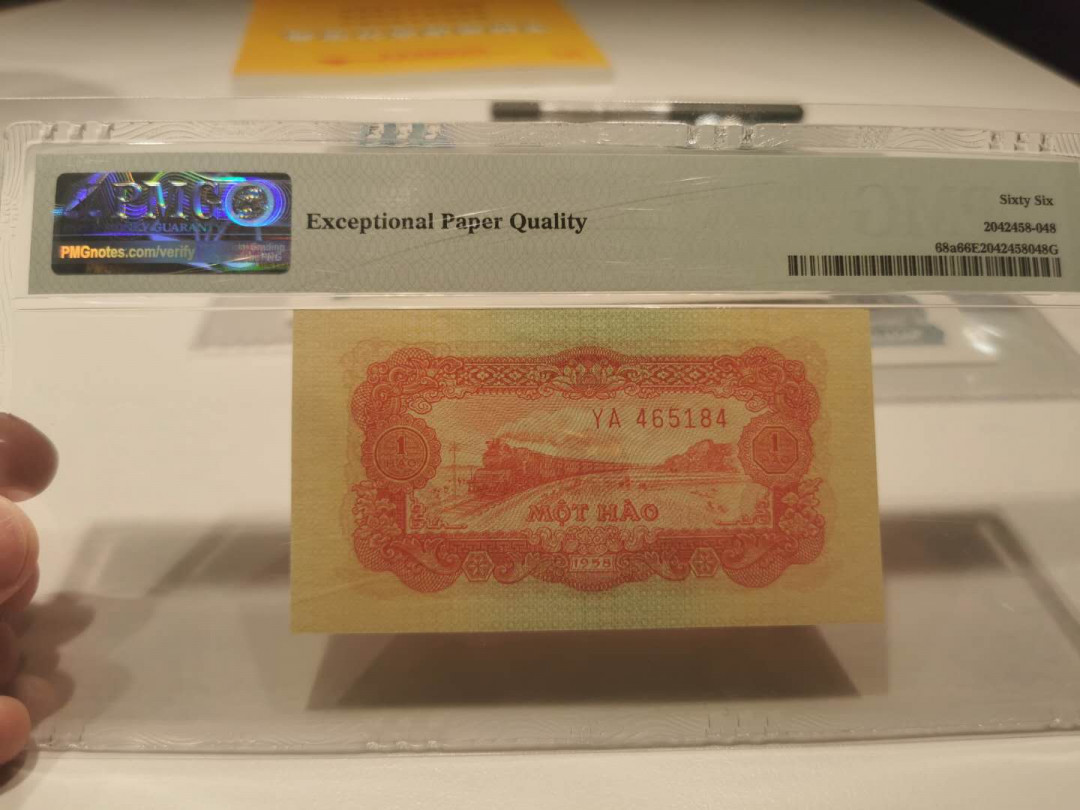 PMG
Exceptional Paper Quality
Sixty Six
2042458-048
PMGnotes.com/verify
68a66E2042458048G
YA 465184
1
HÀO
1
MỘT HÀO
1958